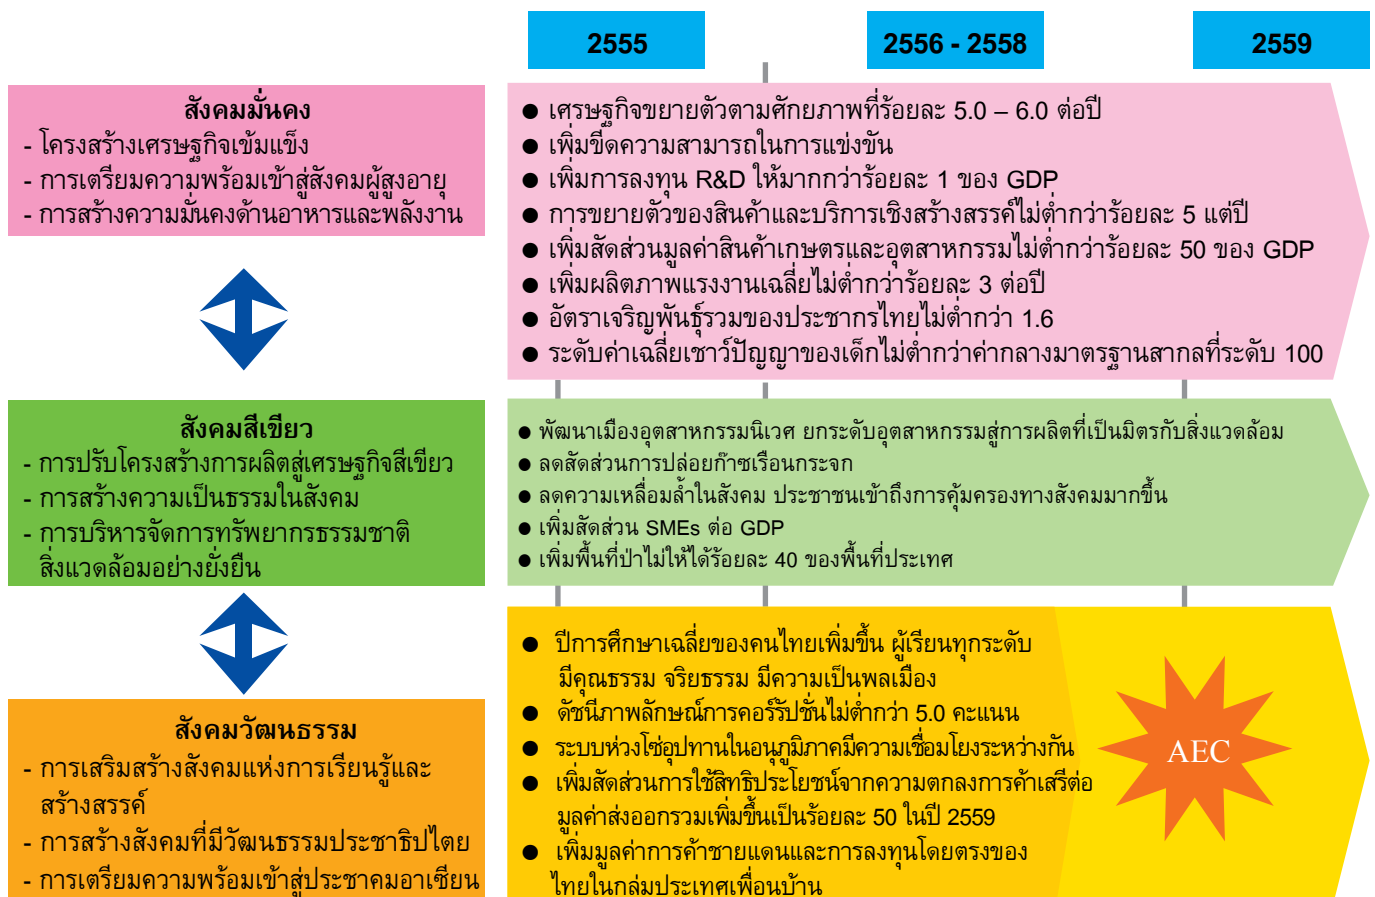 2555
2556 - 2558
2559
สังคมมั่นคง
- โครงสร้างเศรษฐกิจเข้มแข็ง
- การเตรียมความพร้อมเข้าสู่สังคมผู้สูงอายุ
- การสร้างความมั่นคงด้านอาหารและพลังงาน
● เศรษฐกิจขยายตัวตามศักยภาพที่ร้อยละ 5.0 – 6.0 ต่อปี
● เพิ่มขีดความสามารถในการแข่งขัน
● เพิ่มการลงทุน R&D ให้มากกว่าร้อยละ 1 ของ GDP
● การขยายตัวของสินค้าและบริการเชิงสร้างสรรค์ไม่ต่ำกว่าร้อยละ 5 แต่ปี
● เพิ่มสัดส่วนมูลค่าสินค้าเกษตรและอุตสาหกรรมไม่ต่ำกว่าร้อยละ 50 ของ GDP
● เพิ่มผลิตภาพแรงงานเฉลี่ยไม่ต่ำกว่าร้อยละ 3 ต่อปี
● อัตราเจริญพันธุ์รวมของประชากรไทยไม่ต่ำกว่า 1.6
● ระดับค่าเฉลี่ยเชาว์ปัญญาของเด็กไม่ต่ำกว่าค่ากลางมาตรฐานสากลที่ระดับ 100
สังคมสีเขียว
- การปรับโครงสร้างการผลิตสู่เศรษฐกิจสีเขียว
- การสร้างความเป็นธรรมในสังคม
- การบริหารจัดการทรัพยากรธรรมชาติ
สิ่งแวดล้อมอย่างยั่งยืน
● พัฒนาเมืองอุตสาหกรรมนิเวศ ยกระดับอุตสาหกรรมสู่การผลิตที่เป็นมิตรกับสิ่งแวดล้อม
● ลดสัดส่วนการปล่อยก๊าซเรือนกระจก
● ลดความเหลื่อมล้ำในสังคม ประชาชนเข้าถึงการคุ้มครองทางสังคมมากขึ้น
● เพิ่มสัดส่วน SMEs ต่อ GDP
● เพิ่มพื้นที่ป่าไม้ให้ได้ร้อยละ 40 ของพื้นที่ประเทศ
สังคมวัฒนธรรม
- การเสริมสร้างสังคมแห่งการเรียนรู้และ
สร้างสรรค์
- การสร้างสังคมที่มีวัฒนธรรมประชาธิปไตย
- การเตรียมความพร้อมเข้าสู่ประชาคมอาเซียน
● ปีการศึกษาเฉลี่ยของคนไทยเพิ่มขึ้น ผู้เรียนทุกระดับ
มีคุณธรรม จริยธรรม มีความเป็นพลเมือง
● ดัชนีภาพลักษณ์การคอร์รัปชั่นไม่ต่ำกว่า 5.0 คะแนน
● ระบบห่วงโซ่อุปทานในอนุภูมิภาคมีความเชื่อมโยงระหว่างกัน
● เพิ่มสัดส่วนการใช้สิทธิประโยชน์จากความตกลงการค้าเสรีต่อ
มูลค่าส่งออกรวมเพิ่มขึ้นเป็นร้อยละ 50 ในปี 2559
● เพิ่มมูลค่าการค้าชายแดนและการลงทุนโดยตรงของ
ไทยในกลุ่มประเทศเพื่อนบ้าน
AEC